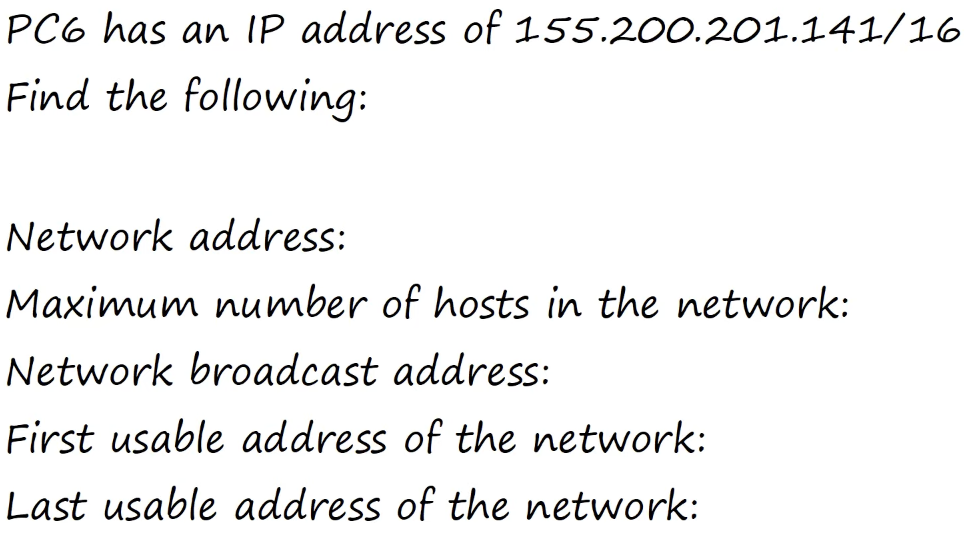 PC6 has an IP address of 155.200.201.141/16
Find the following:
Network address:
Maximum number of hosts in the network:
Network broadcast address:
First usable address of the network:
Last usable address of the network: